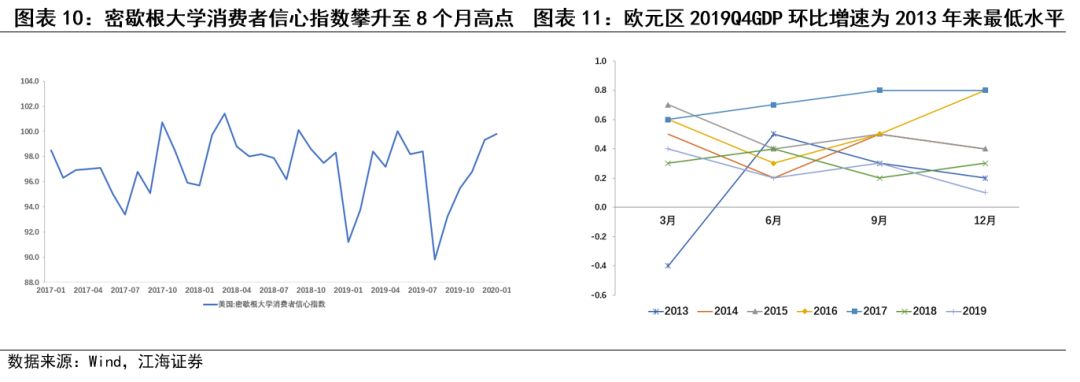 图表 10：密歇根大学消费者信心指数攀升至 8 个月高点
104.0
102.0
100.0
98.0
96.0
94.0
92.0
90.0
88.0
2017-01 2017-04 2017-07 2017-10 2018-01 2018-04 2018-07 2018-10 2019-01 2019-04 2019-07 2019-10 2020-01
美国:密歇根大学消费者信心指数
图表 11：欧元区 2019Q4GDP 环比增速为 2013 年来最低水平
1.0
0.8
0.6
0.4
0.2
0.0
-0.2
-0.4
-0.6
3月 6月 9月 12月
2013 2014 2015 2016 2017 2018 2019
数据来源：Wind，江海证券